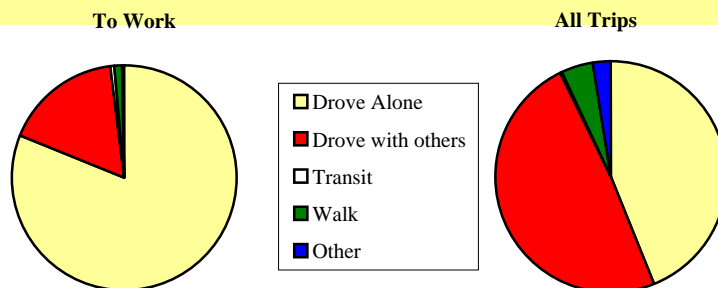 To Work
All Trips
Drove Alone
Drove with others
Transit
Walk
Other